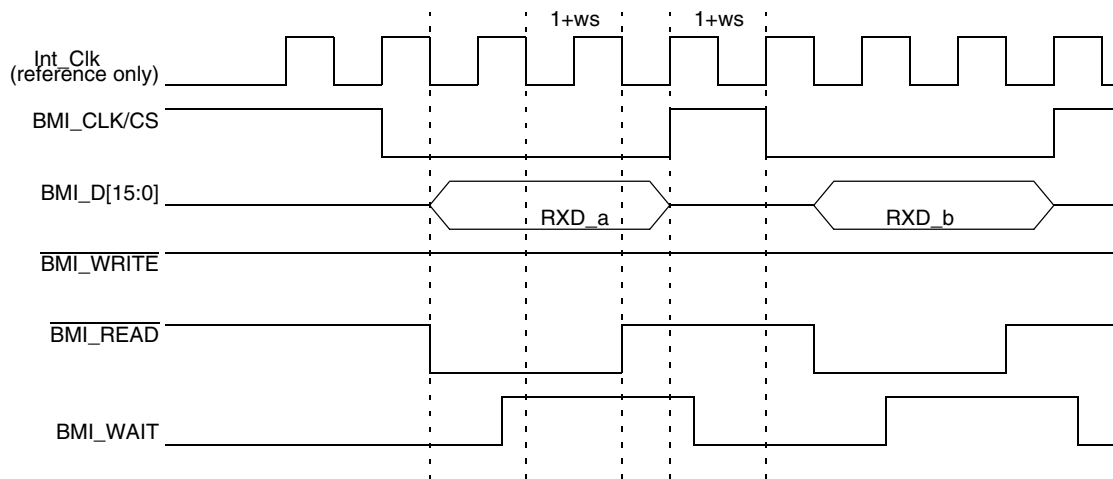 1+ws 1+ws
Int_Clk
(reference only)
BMI_CLK/CS
BMI_D[15:0]
RXD_a RXD_b
BMI_WRITE
BMI_READ
BMI_WAIT